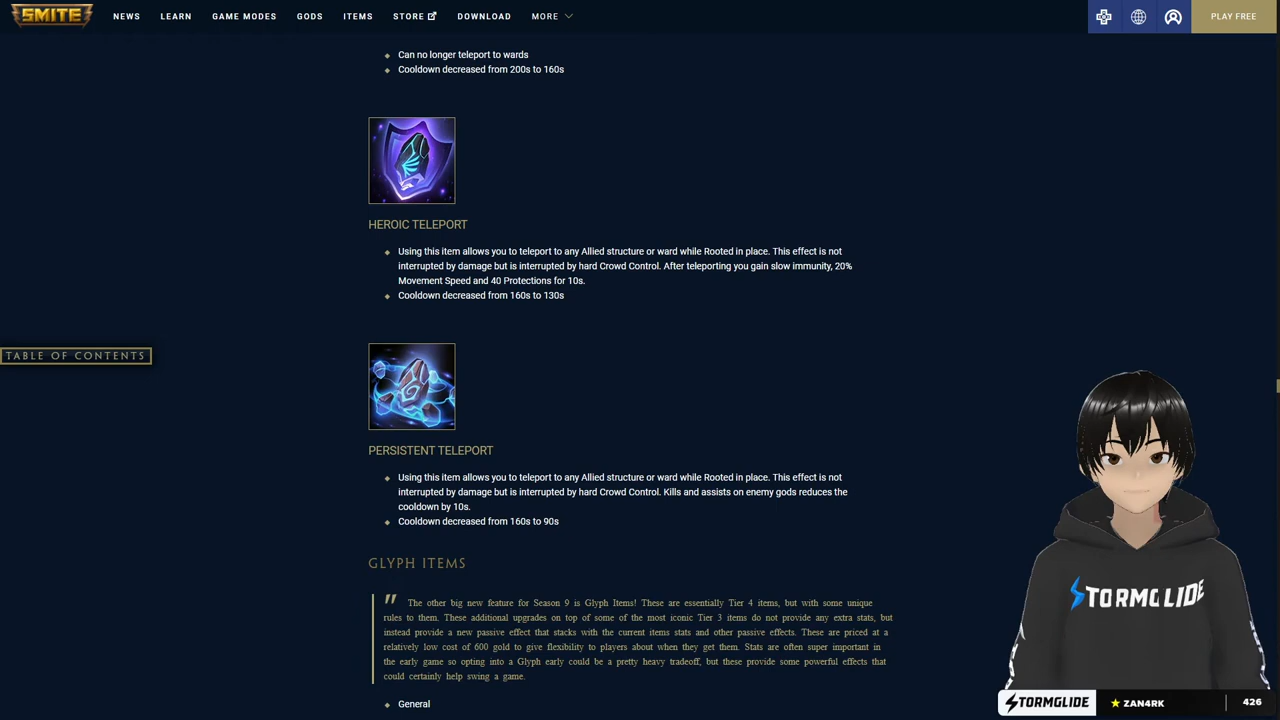 SMITE
NEWS LEARN GAME MODES GODS ITEMS STORE DOWNLOAD MORE PLAY FREE
Can no longer teleport to wards
Cooldown decreased from 200s to 160s
HEROIC TELEPORT
Using this item allows you to teleport to any Allied structure or ward while Rooted in place. This effect is not
interrupted by damage but is interrupted by hard Crowd Control. After teleporting you gain slow immunity, 20%
Movement Speed and 40 Protections for 10s.
Cooldown decreased from 160s to 130s
TABLE OF CONTENTS
PERSISTENT TELEPORT
Using this item allows you to teleport to any Allied structure or ward while Rooted in place. This effect is not
interrupted by damage but is interrupted by hard Crowd Control. Kills and assists on enemy gods reduces the
cooldown by 10s.
Cooldown decreased from 160s to 90s
GLYPH ITEMS
" The other big new feature for Season 9 is Glyph Items! These are essentially Tier 4 items, but with some unique
rules to them. These additional upgrades on top of some of the most iconic Tier 3 items do not provide any extra stats, but
instead provide a new passive effect that stacks with the current items stats and other passive effects. These are priced at a
relatively low cost of 600 gold to give flexibility to players about when they get them. Stats are often super important in
the early game so opting into a Glyph early could be a pretty heavy tradeoff, but these provide some powerful effects that
could certainly help swing a game.
General
STORMGLIDE
STORMGLIDE ZAN4RK 426